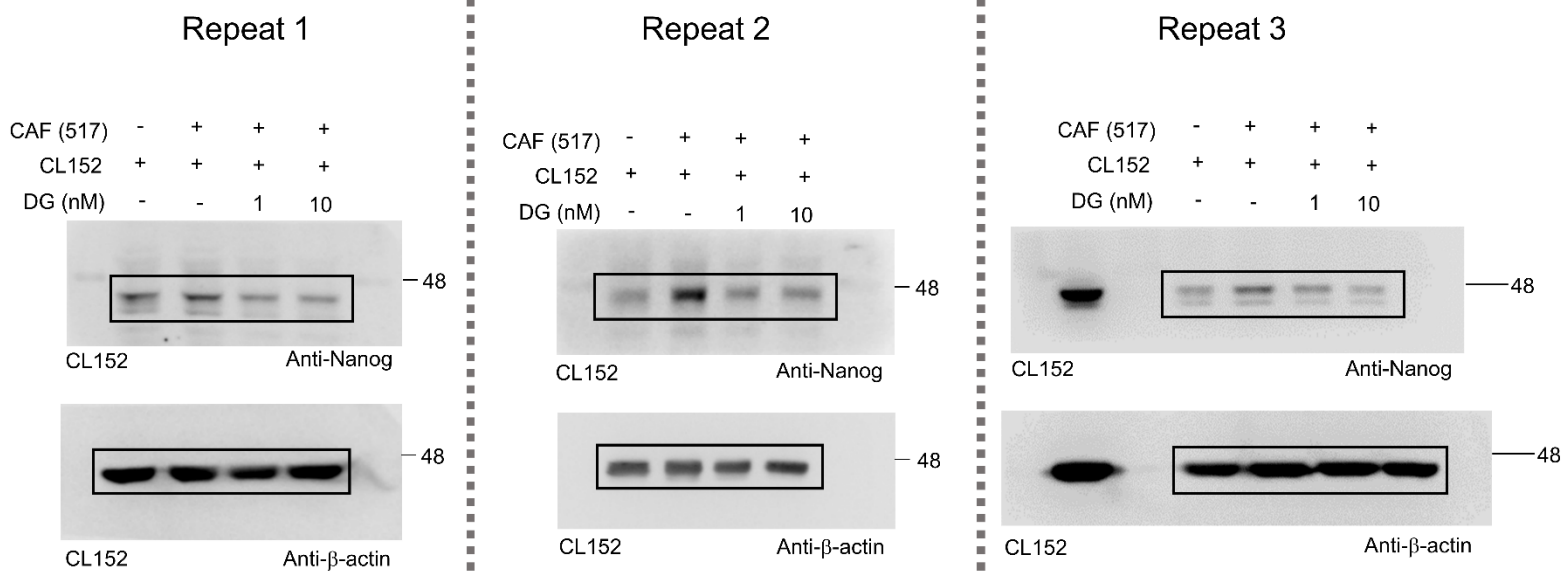 Repeat 1
CAF (517) - + + +
CL152 + + + +
DG (nM) - - 1 10
48
CL152 Anti-Nanog
48
CL152 Anti-β-actin
Repeat 2
CAF (517) - + + +
CL152 + + + +
DG (nM) - - 1 10
48
CL152 Anti-Nanog
48
CL152 Anti-β-actin
Repeat 3
CAF (517) - + + +
CL152 + + + +
DG (nM) - - 1 10
48
CL152 Anti-Nanog
48
CL152 Anti-β-actin